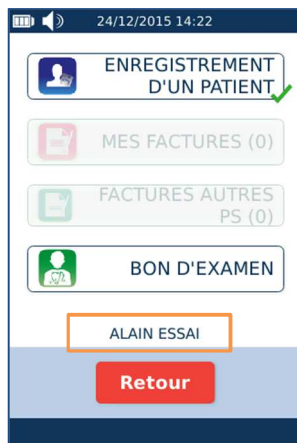 24/12/2015 14:22
ENREGISTREMENT
D'UN PATIENT
MES FACTURES (0)
FACTURES AUTRES
PS (0)
BON D'EXAMEN
ALAIN ESSAI
Retour